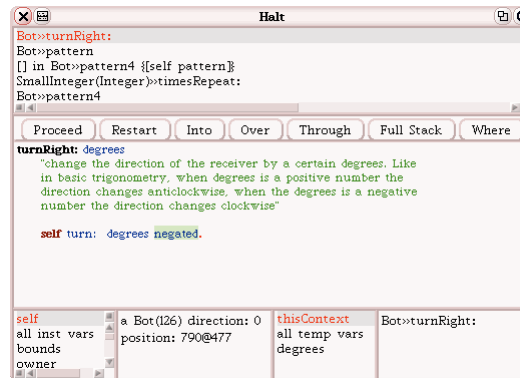 Halt
Bot»turnRight:
Bot»pattern
[] in Bot»pattern4 {[self pattern]}
SmallInteger(Integer)»timesRepeat:
Bot»pattern4
Proceed Restart Into Over Through Full Stack Where
turnRight: degrees
"change the direction of the receiver by a certain degrees. Like
in basic trigonometry, when degrees is a positive number the
direction changes anticlockwise, when the degrees is a negative
number the direction changes clockwise"
self turn: degrees negated.
self
all inst vars
bounds
owner
a Bot(126) direction: 0
position: 790@477
thisContext
all temp vars
degrees
Bot»turnRight: